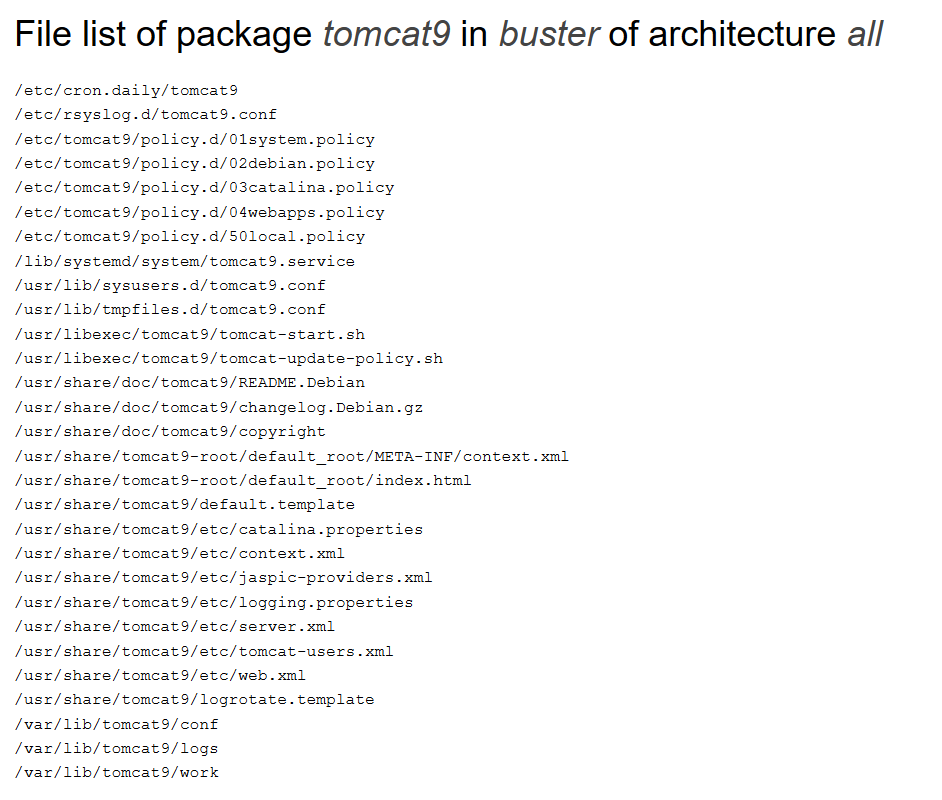 File list of package tomcat9 in buster of architecture all
/etc/cron.daily/tomcat9
/etc/rsyslog.d/tomcat9.conf
/etc/tomcat9/policy.d/01system.policy
/etc/tomcat9/policy.d/02debian.policy
/etc/tomcat9/policy.d/03catalina.policy
/etc/tomcat9/policy.d/04webapps.policy
/etc/tomcat9/policy.d/50local.policy
/lib/systemd/system/tomcat9.service
/usr/lib/sysusers.d/tomcat9.conf
/usr/lib/tmpfiles.d/tomcat9.conf
/usr/libexec/tomcat9/tomcat-start.sh
/usr/libexec/tomcat9/tomcat-update-policy.sh
/usr/share/doc/tomcat9/README.Debian
/usr/share/doc/tomcat9/changelog.Debian.gz
/usr/share/doc/tomcat9/copyright
/usr/share/tomcat9-root/default_root/META-INF/context.xml
/usr/share/tomcat9-root/default_root/index.html
/usr/share/tomcat9/default.template
/usr/share/tomcat9/etc/catalina.properties
/usr/share/tomcat9/etc/context.xml
/usr/share/tomcat9/etc/jaspic-providers.xml
/usr/share/tomcat9/etc/logging.properties
/usr/share/tomcat9/etc/server.xml
/usr/share/tomcat9/etc/tomcat-users.xml
/usr/share/tomcat9/etc/web.xml
/usr/share/tomcat9/logrotate.template
/var/lib/tomcat9/conf
/var/lib/tomcat9/logs
/var/lib/tomcat9/work